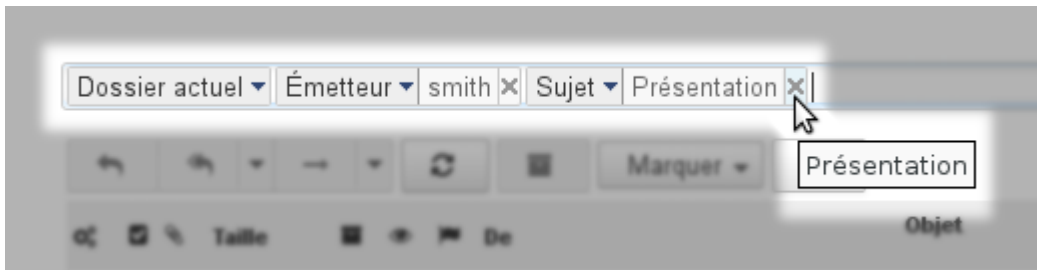 Dossier actuel Émetteur smith Sujet Présentation
Marquer
Présentation
Taille De Objet